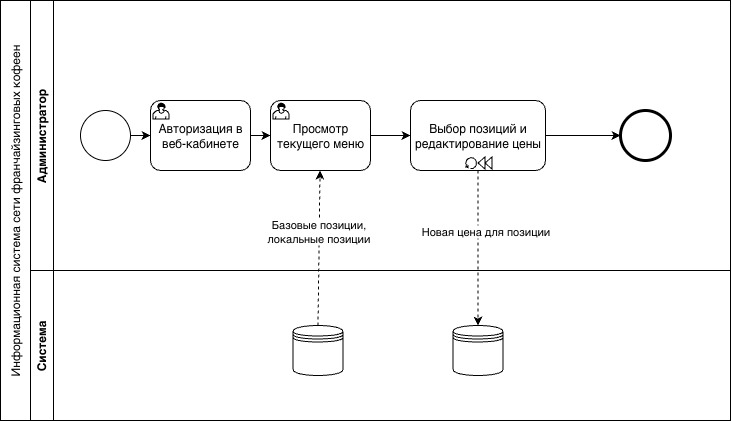 Информационная система сети франчайзинговых кофеен
Администратор
Авторизация в
веб-кабинете
Просмотр
текущего меню
Выбор позиций и
редактирование цены
Базовые позиции,
локальные позиции
Новая цена для позиции
Система